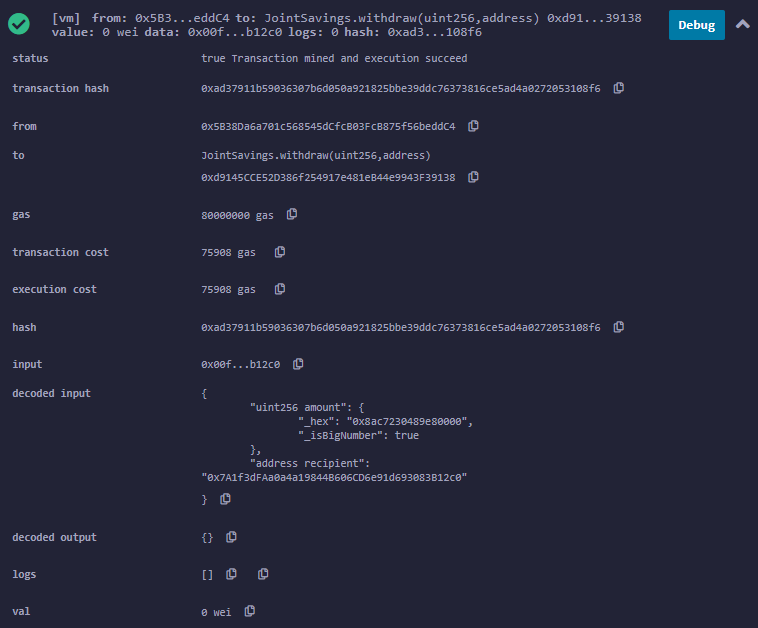 [vm] from: 0x5B3...eddC4 to: JointSavings.withdraw(uint256,address) 0xd91...39138
value: 0 wei data: 0x00f...b12c0 logs: 0 hash: 0xad3...108f6
Debug
status true Transaction mined and execution succeed
transaction hash 0xad37911b59036307b6d050a921825bbe39ddc76373816ce5ad4a0272053108f6
from 0x5B38Da6a701c568545dCfcB03FcB875f56beddC4
to JointSavings.withdraw(uint256,address)
0xd9145CCE52D386f254917e481eB44e9943F39138
gas 80000000 gas
transaction cost 75908 gas
execution cost 75908 gas
hash 0xad37911b59036307b6d050a921825bbe39ddc76373816ce5ad4a0272053108f6
input 0x00f...b12c0
decoded input {
"uint256 amount": {
"_hex": "0x8ac7230489e80000",
"_isBigNumber": true
},
"address recipient":
"0x7A1f3dFAa0a4a19844B606CD6e91d693083B12c0"
}
decoded output {}
logs []
val 0 wei